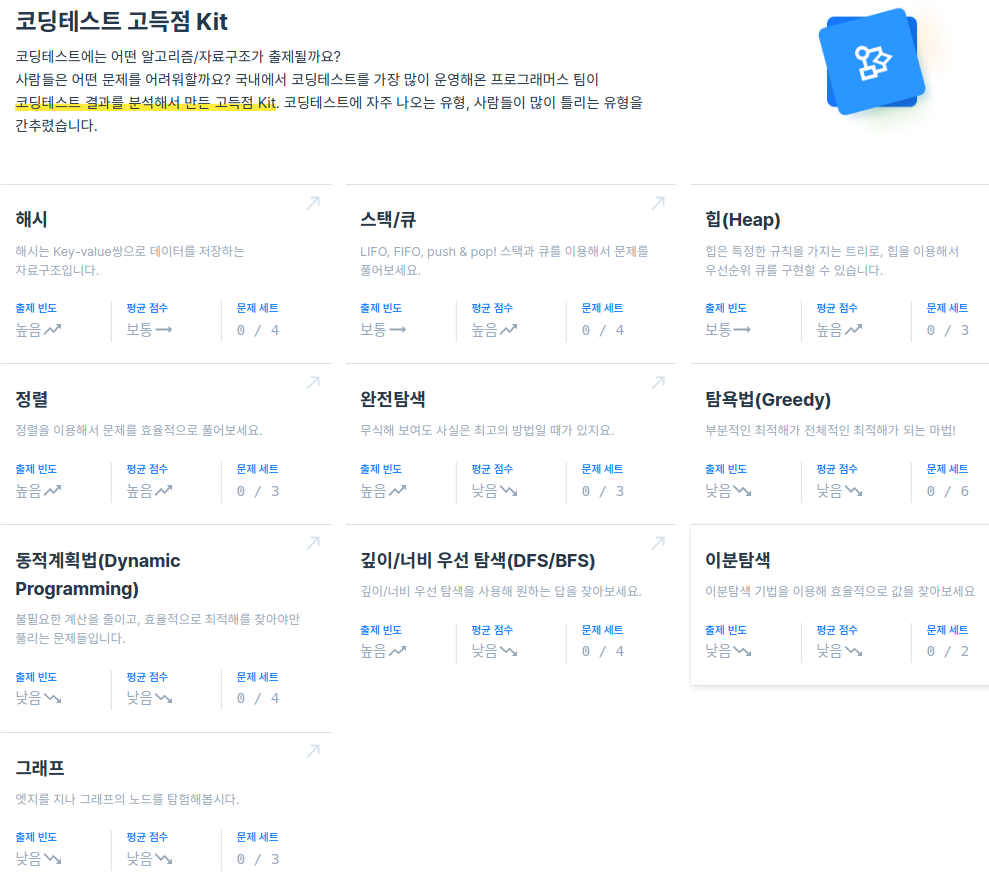 코딩테스트 고득점 Kit
코딩테스트에는 어떤 알고리즘/자료구조가 출제될까요?
사람들은 어떤 문제를 어려워할까요? 국내에서 코딩테스트를 가장 많이 운영해온 프로그래머스 팀이
코딩테스트 결과를 분석해서 만든 고득점 Kit. 코딩테스트에 자주 나오는 유형, 사람들이 많이 틀리는 유형을
간추렸습니다.
해시
해시는 Key-value쌍으로 데이터를 저장하는
자료구조입니다.
출제 빈도 평균 점수 문제 세트
높음 보통 0 / 4
스택/큐
LIFO, FIFO, push & pop! 스택과 큐를 이용해서 문제를
풀어보세요.
출제 빈도 평균 점수 문제 세트
보통 높음 0 / 4
힙(Heap)
힙은 특정한 규칙을 가지는 트리로, 힙을 이용해서
우선순위 큐를 구현할 수 있습니다.
출제 빈도 평균 점수 문제 세트
보통 높음 0 / 3
정렬
정렬을 이용해서 문제를 효율적으로 풀어보세요.
출제 빈도 평균 점수 문제 세트
높음 높음 0 / 3
완전탐색
무식해 보여도 사실은 최고의 방법일 때가 있지요.
출제 빈도 평균 점수 문제 세트
높음 낮음 0 / 3
탐욕법(Greedy)
부분적인 최적해가 전체적인 최적해가 되는 마법!
출제 빈도 평균 점수 문제 세트
낮음 낮음 0 / 6
동적계획법(Dynamic
Programming)
불필요한 계산을 줄이고, 효율적으로 최적해를 찾아야만
풀리는 문제들입니다.
출제 빈도 평균 점수 문제 세트
낮음 낮음 0 / 4
깊이/너비 우선 탐색(DFS/BFS)
깊이/너비 우선 탐색을 사용해 원하는 답을 찾아보세요.
출제 빈도 평균 점수 문제 세트
높음 낮음 0 / 4
이분탐색
이분탐색 기법을 이용해 효율적으로 값을 찾아보세요
출제 빈도 평균 점수 문제 세트
낮음 낮음 0 / 2
그래프
엣지를 지나 그래프의 노드를 탐험해봅시다.
출제 빈도 평균 점수 문제 세트
낮음 낮음 0 / 3